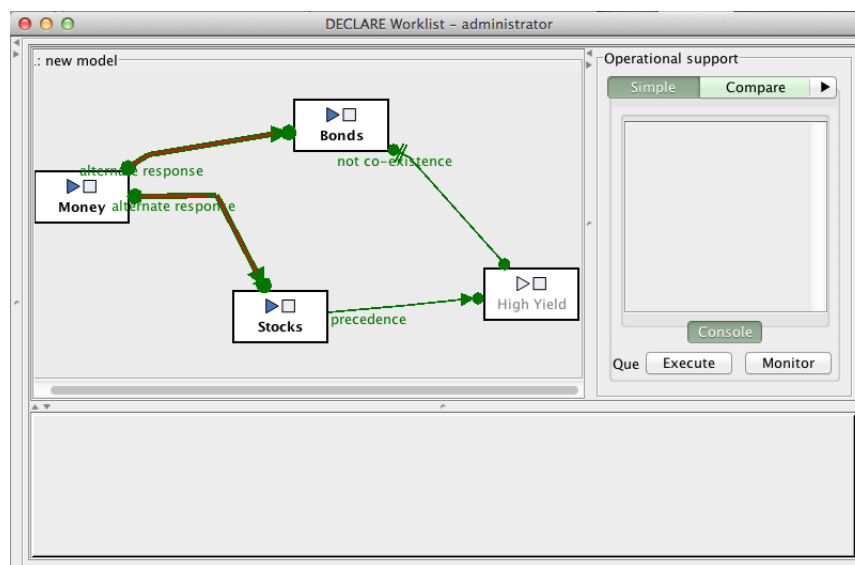 DECLARE Worklist – administrator
.: new model
Operational support
Simple
Compare
Bonds
not co-existence
alternate response
Money
alternate response
High Yield
precedence
Stocks
Console
Que
Execute
Monitor